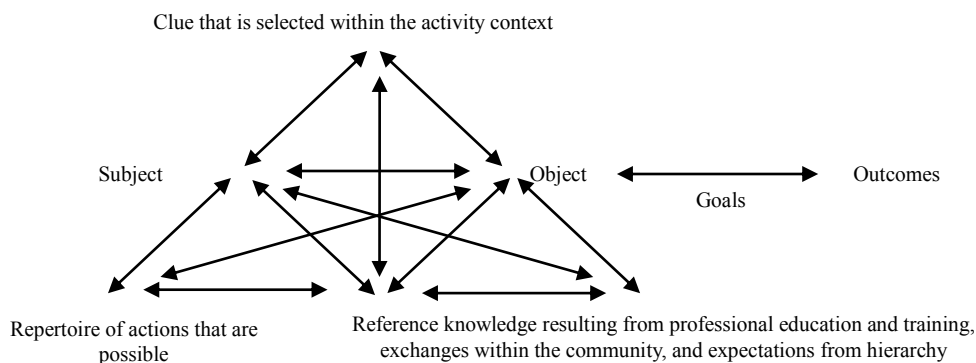 Clue that is selected within the activity context
Subject
Object
Outcomes
Goals
Repertoire of actions that are
possible
Reference knowledge resulting from professional education and training,
exchanges within the community, and expectations from hierarchy